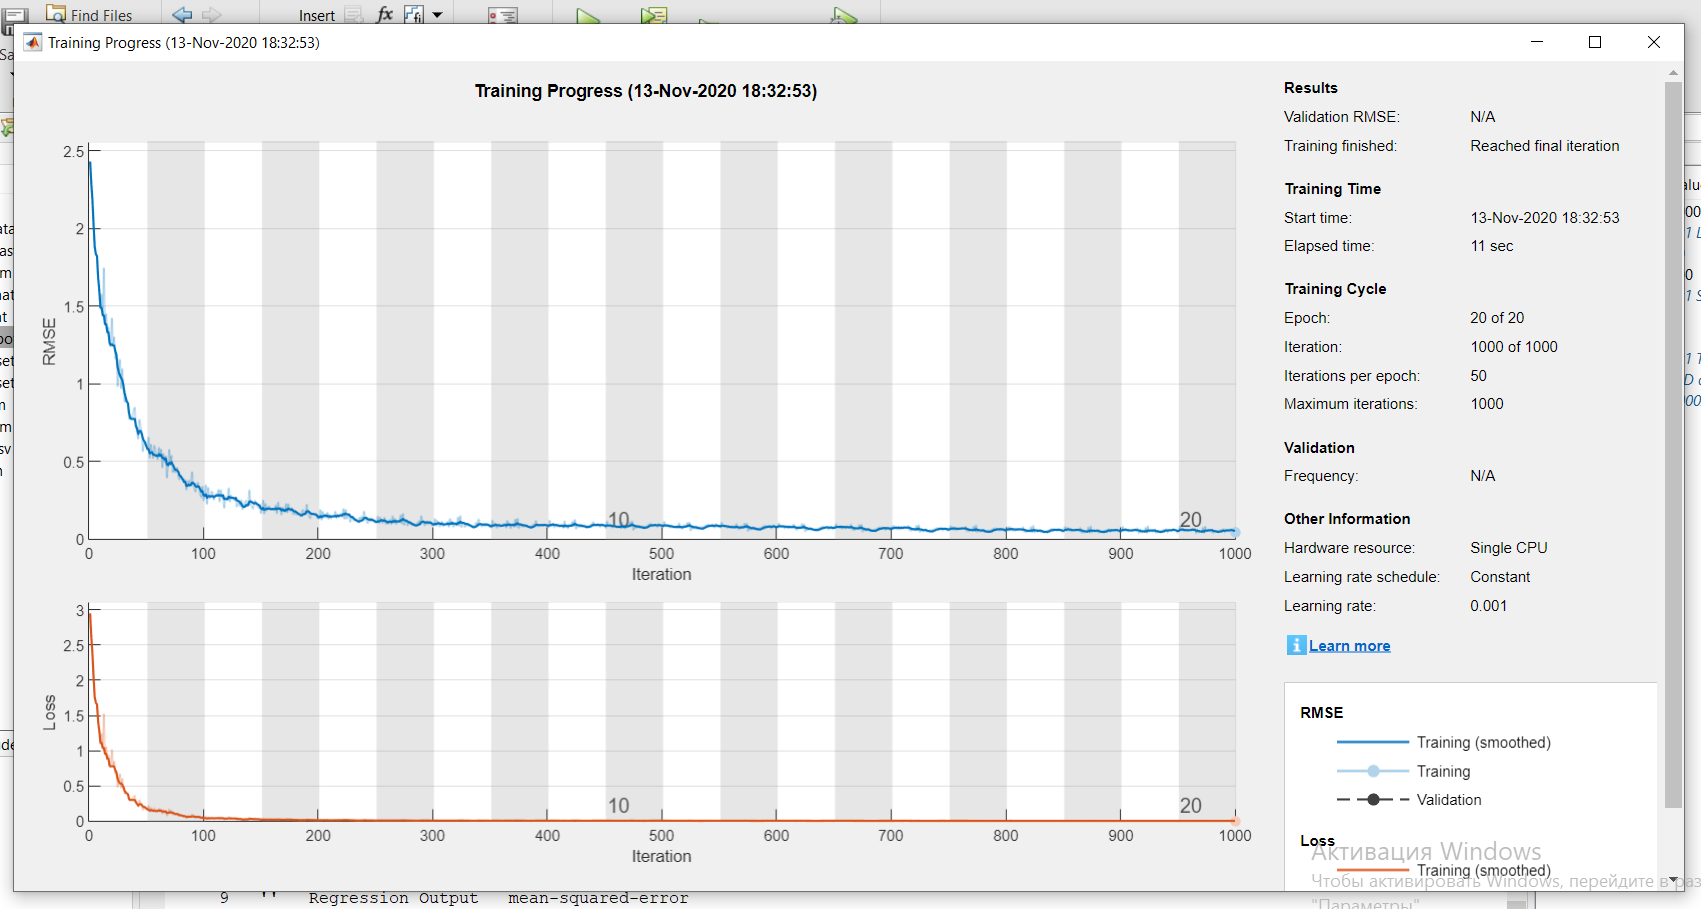 Find Files
Insert
fx
fi
Training Progress (13-Nov-2020 18:32:53)
Training Progress (13-Nov-2020 18:32:53)
2.5
2
1.5
1
0.5
0
RMSE
10
20
0 100 200 300 400 500 600 700 800 900 1000
Iteration
3
2.5
2
1.5
1
0.5
0
Loss
10
20
0 100 200 300 400 500 600 700 800 900 1000
Iteration
Results
Validation RMSE: N/A
Training finished: Reached final iteration
Training Time
Start time: 13-Nov-2020 18:32:53
Elapsed time: 11 sec
Training Cycle
Epoch: 20 of 20
Iteration: 1000 of 1000
Iterations per epoch: 50
Maximum iterations: 1000
Validation
Frequency: N/A
Other Information
Hardware resource: Single CPU
Learning rate schedule: Constant
Learning rate: 0.001
i Learn more
RMSE
Training (smoothed)
Training
Validation
Loss
Training (smoothed)
Активация Windows
Чтобы активировать Windows, перейдите в раз
"Параметры"
9 '' Regression Output mean-squared-error